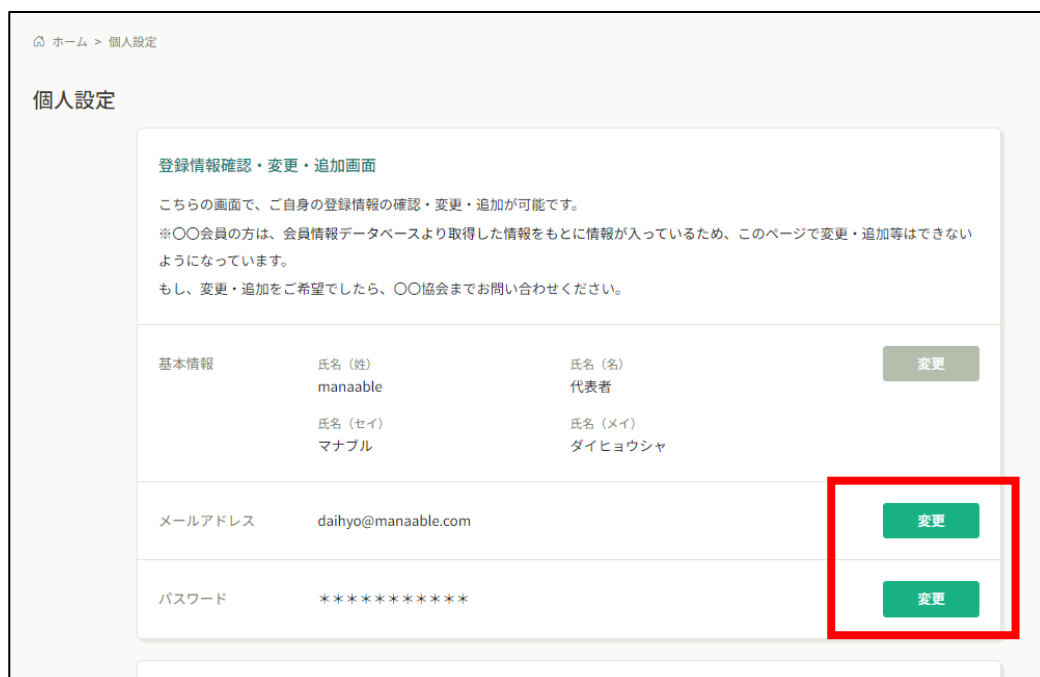 ホーム > 個人設定
個人設定
登録情報確認・変更・追加画面
こちらの画面で、ご自身の登録情報の確認・変更・追加が可能です。
※〇〇会員の方は、会員情報データベースより取得した情報をもとに情報が入っているため、このページで変更・追加等はできない
ようになっています。
もし、変更・追加をご希望でしたら、〇〇協会までお問い合わせください。
基本情報 氏名（姓） 氏名（名） 変更
manaable 代表者
氏名（セイ） 氏名（メイ）
マナブル ダイヒョウシャ
メールアドレス daihyo@manaable.com 変更
パスワード ＊＊＊＊＊＊＊＊＊＊＊ 変更